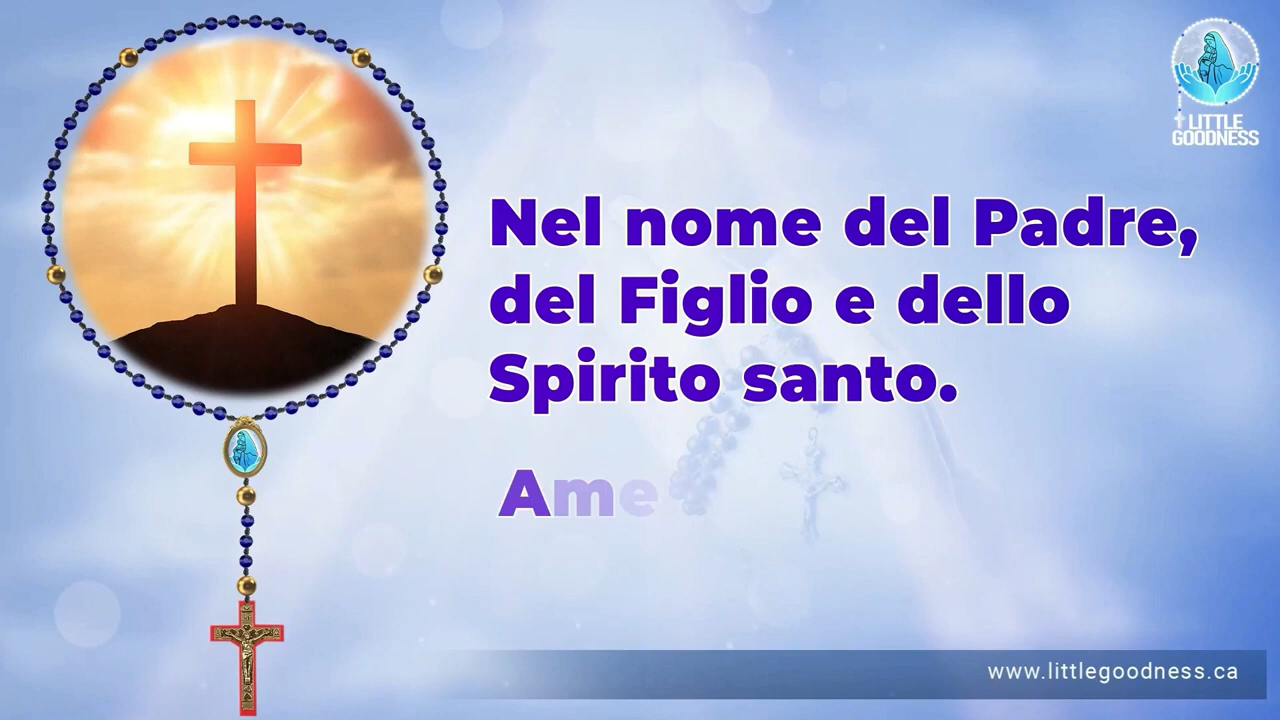 LITTLE
GOODNESS
Nel nome del Padre,
del Figlio e dello
Spirito santo.
Ame
www.littlegoodness.ca